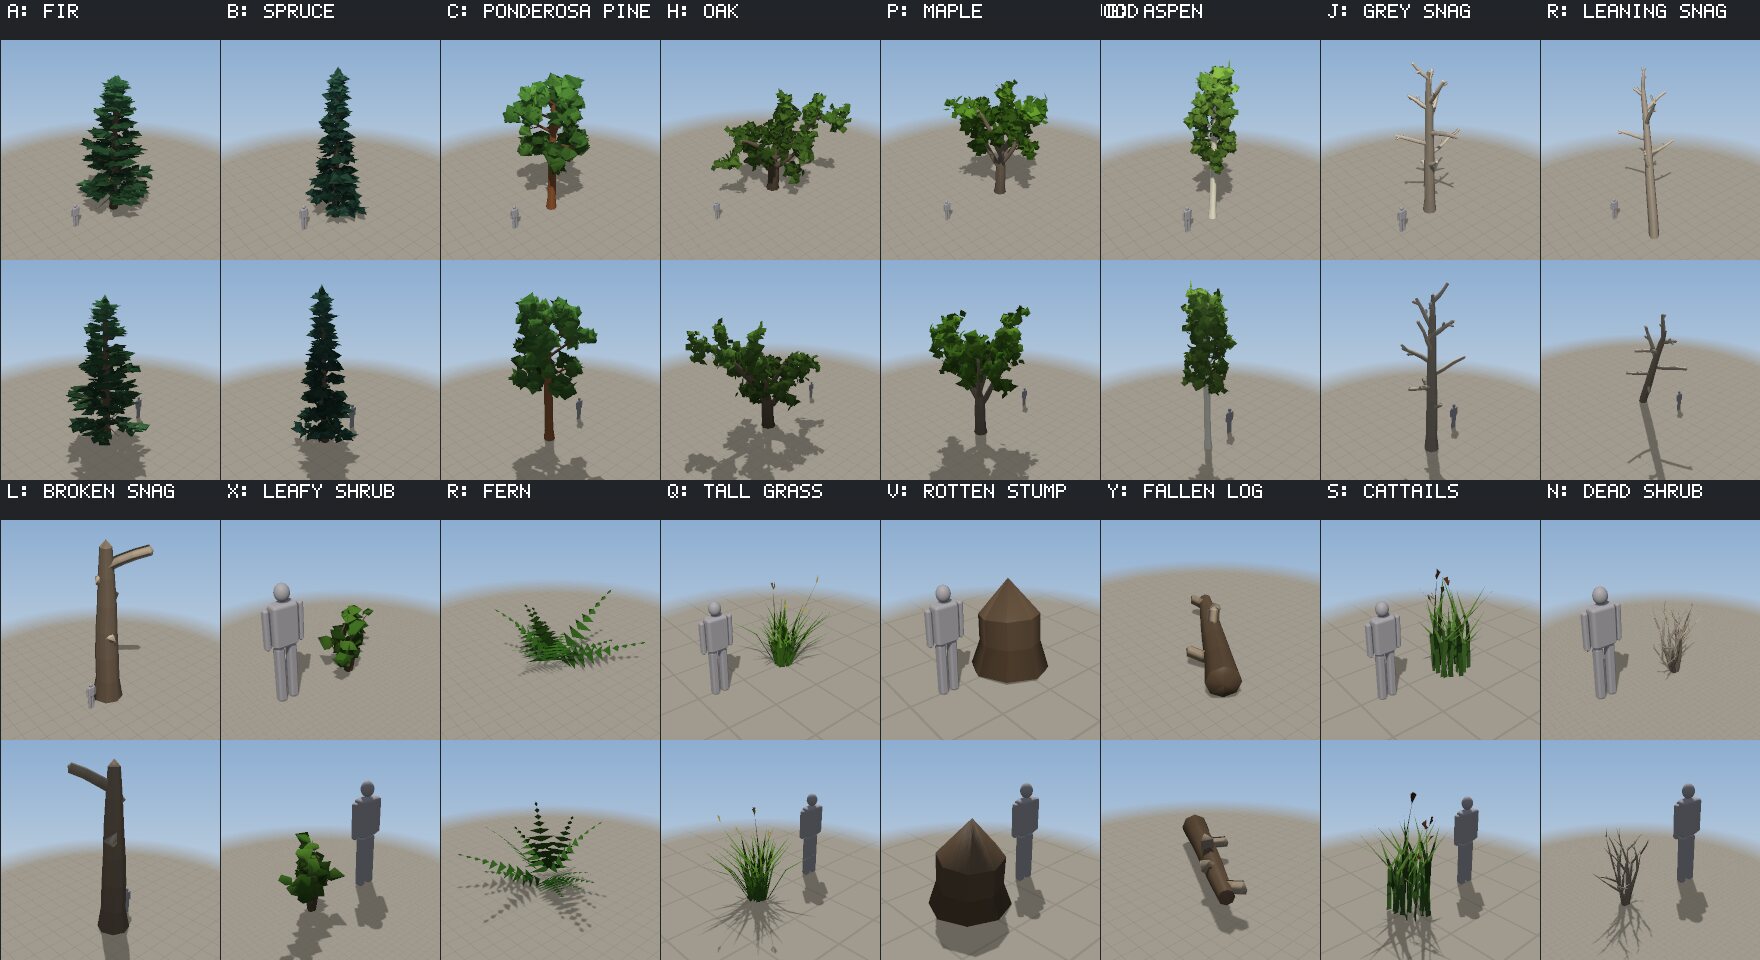 A: FIR
B: SPRUCE
C: PONDEROSA PINE
H: OAK
P: MAPLE
ASPEN
J: GREY SNAG
R: LEANING SNAG
L: BROKEN SNAG
X: LEAFY SHRUB
R: FERN
Q: TALL GRASS
V: ROTTEN STUMP
Y: FALLEN LOG
S: CATTAILS
N: DEAD SHRUB